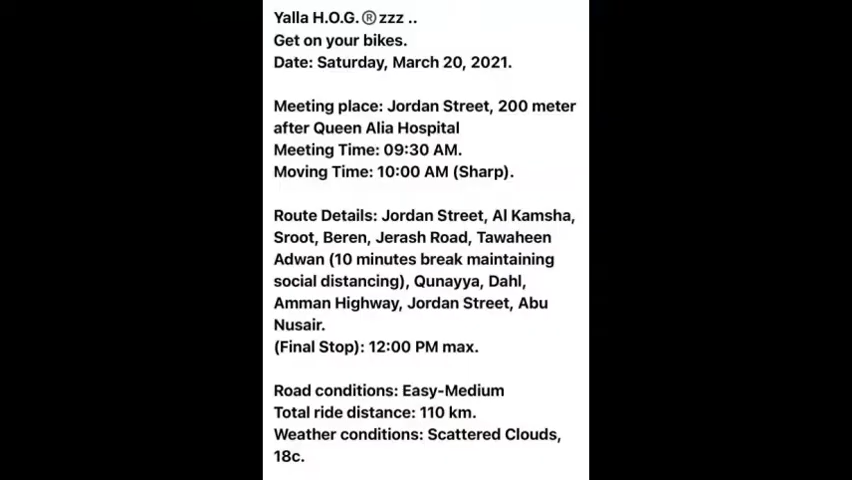 Yalla H.O.G.®zzz ..
Get on your bikes.
Date: Saturday, March 20, 2021.
Meeting place: Jordan Street, 200 meter
after Queen Alia Hospital
Meeting Time: 09:30 AM.
Moving Time: 10:00 AM (Sharp).
Route Details: Jordan Street, Al Kamsha,
Sroot, Beren, Jerash Road, Tawaheen
Adwan (10 minutes break maintaining
social distancing), Qunayya, Dahl,
Amman Highway, Jordan Street, Abu
Nusair.
(Final Stop): 12:00 PM max.
Road conditions: Easy-Medium
Total ride distance: 110 km.
Weather conditions: Scattered Clouds,
18c.